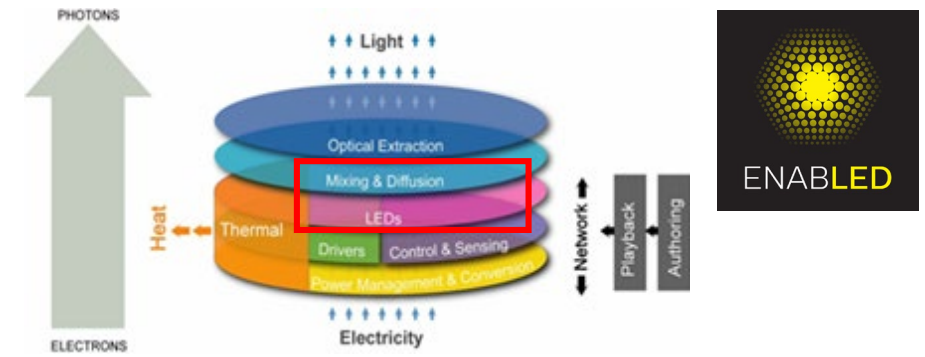 PHOTONS
Light
Optical Extraction
Mixing & Diffusion
LEDs
Heat
Thermal
Drivers
Control & Sensing
Power Management & Conversion
Network
Playback
Authoring
Electricity
ELECTRONS
ENABLED